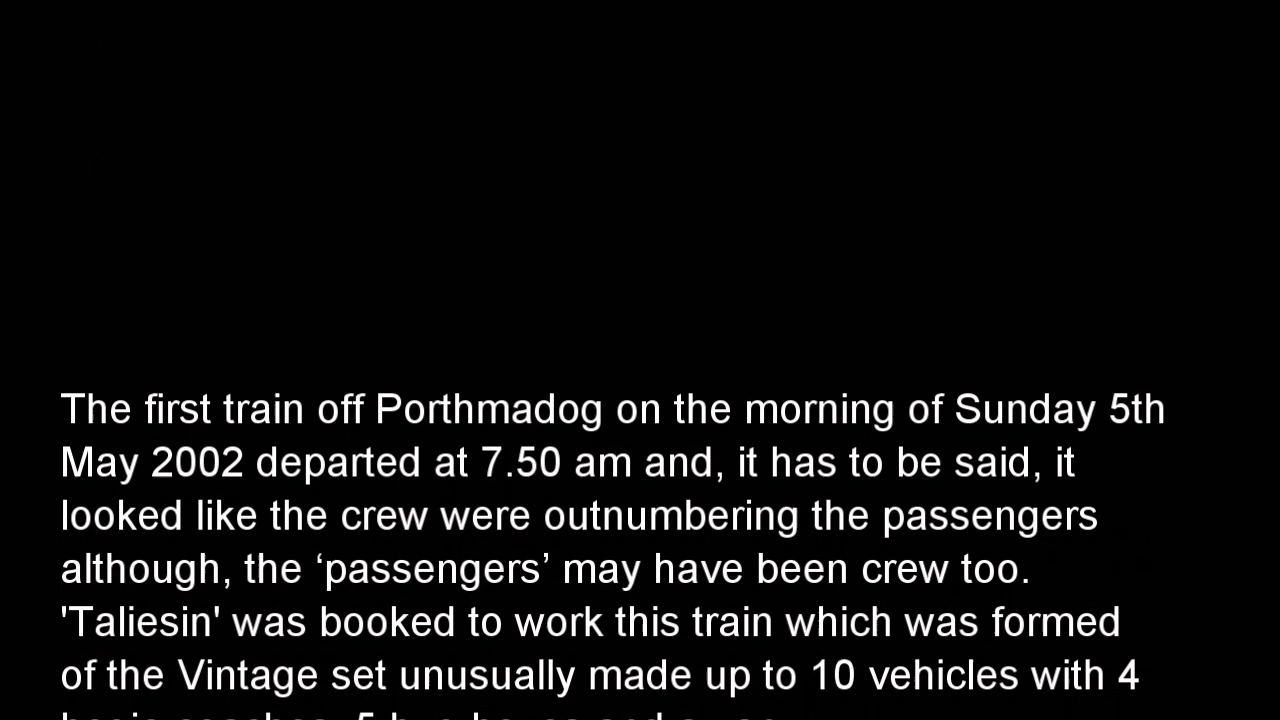 The first train off Porthmadog on the morning of Sunday 5th
May 2002 departed at 7.50 am and, it has to be said, it
looked like the crew were outnumbering the passengers
although, the ‘passengers’ may have been crew too.
'Taliesin' was booked to work this train which was formed
of the Vintage set unusually made up to 10 vehicles with 4